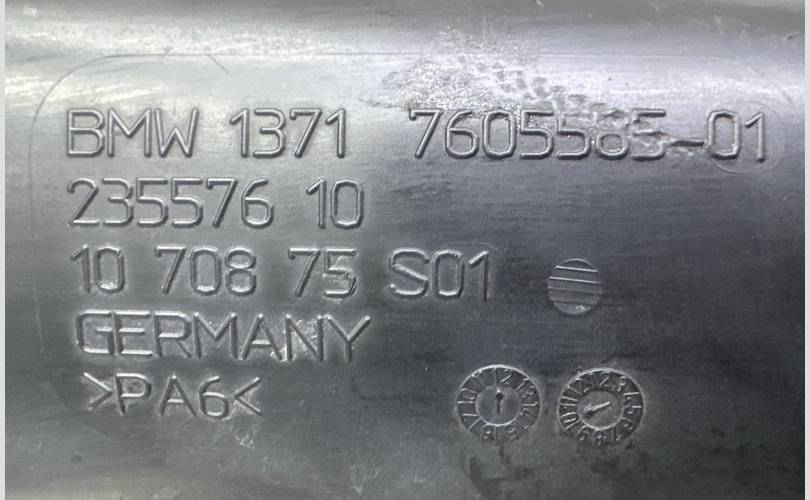 BMW 1371 7605585-01
235576 10
10 708 75 S01
GERMANY
>PA6<